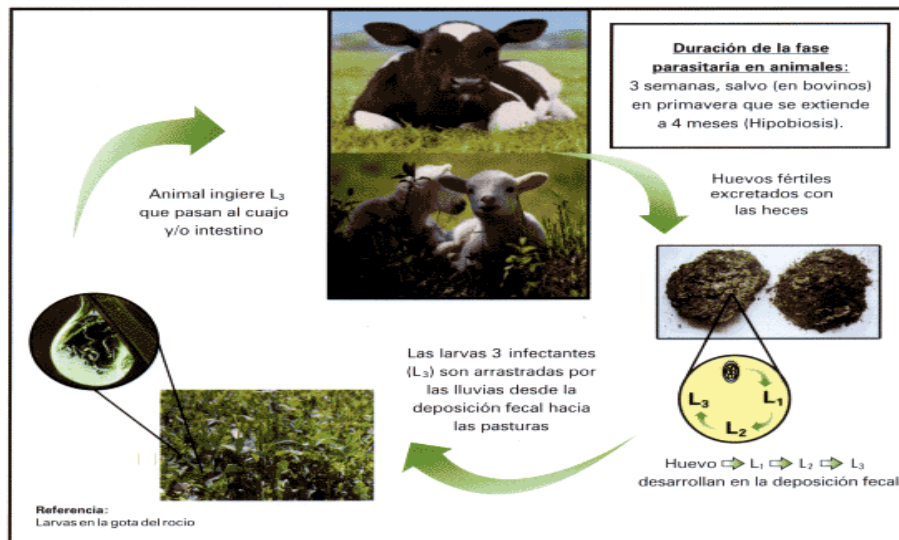 Duración de la fase
parasitaria en animales:
3 semanas, salvo (en bovinos)
en primavera que se extiende
a 4 meses (Hipobiosis).
Animal ingiere L₃
que pasan al cuajo
y/o intestino
Huevos fértiles
excretados con
las heces
Las larvas 3 infectantes
(L₃) son arrastradas por
las lluvias desde la
deposición fecal hacia
las pasturas
L₃
L₁
L₂
Huevo ⇨ L₁ ⇨ L₂ ⇨ L₃
desarrollan en la deposición fecal
Referencia:
Larvas en la gota del rocio